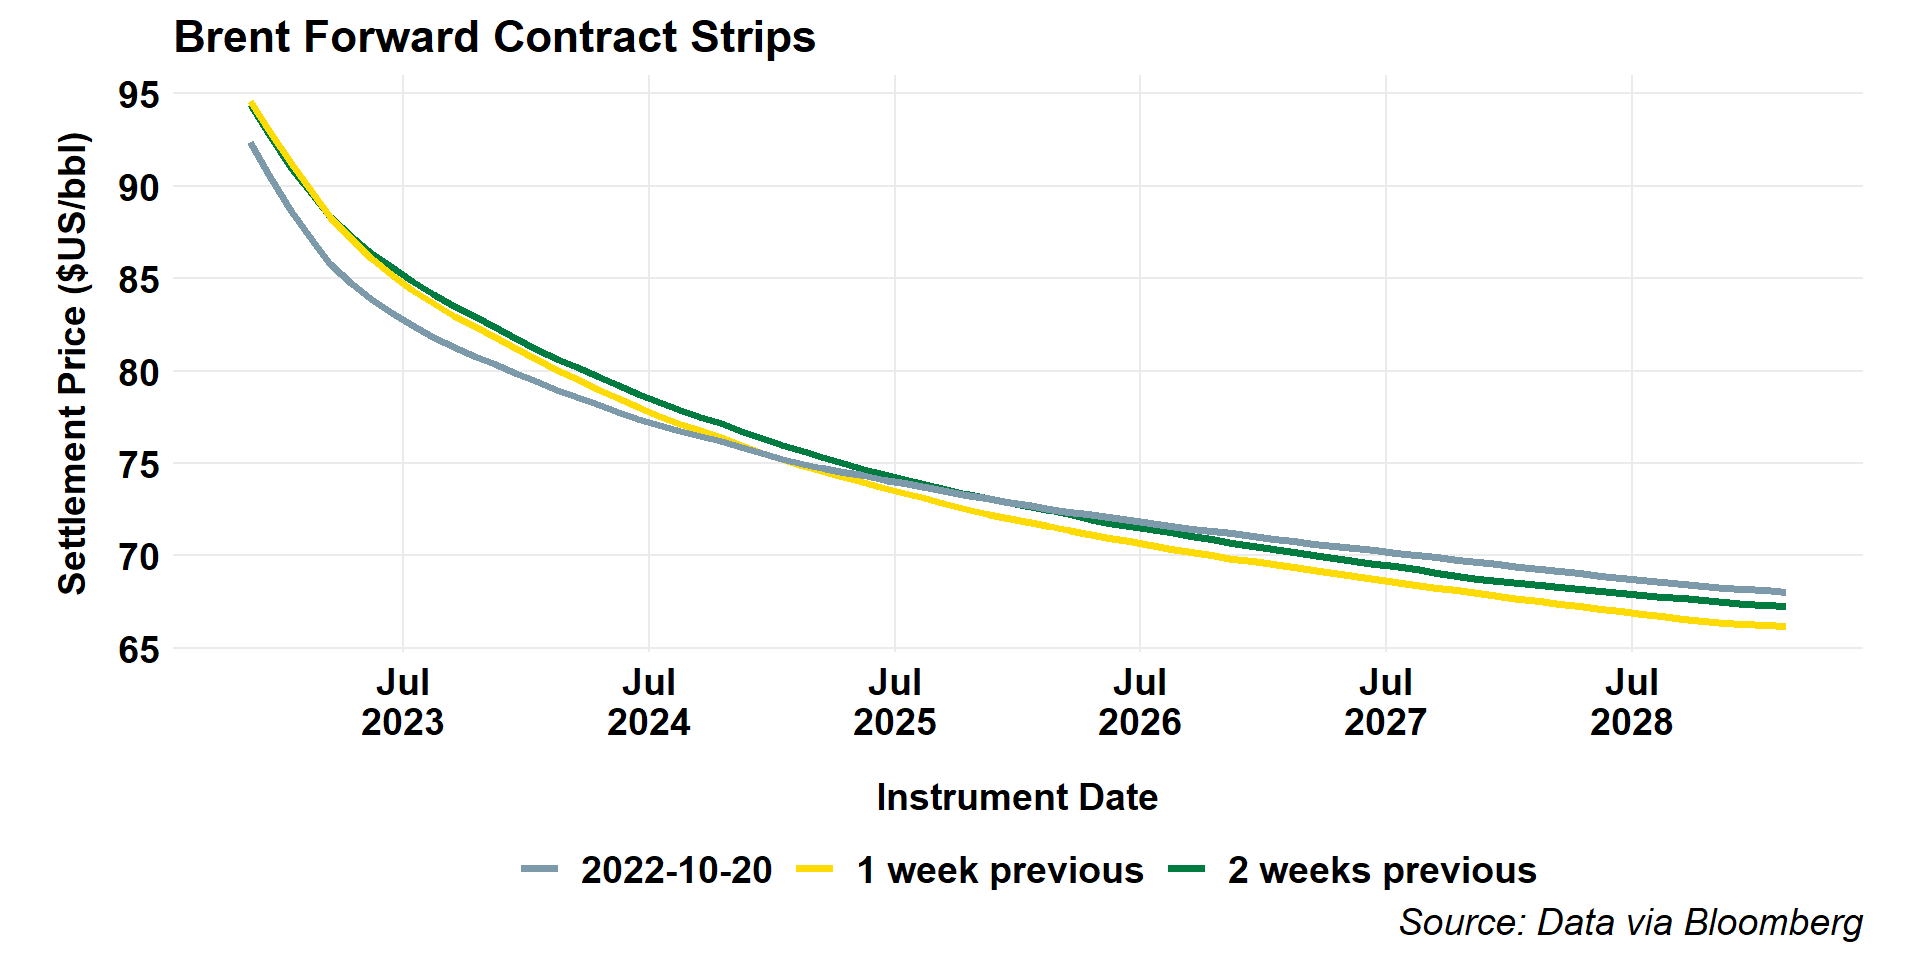 Brent Forward Contract Strips
Settlement Price ($US/bbl)
95
90
85
80
75
70
65
Jul Jul Jul Jul Jul Jul
2023 2024 2025 2026 2027 2028
Instrument Date
2022-10-20 1 week previous 2 weeks previous
Source: Data via Bloomberg